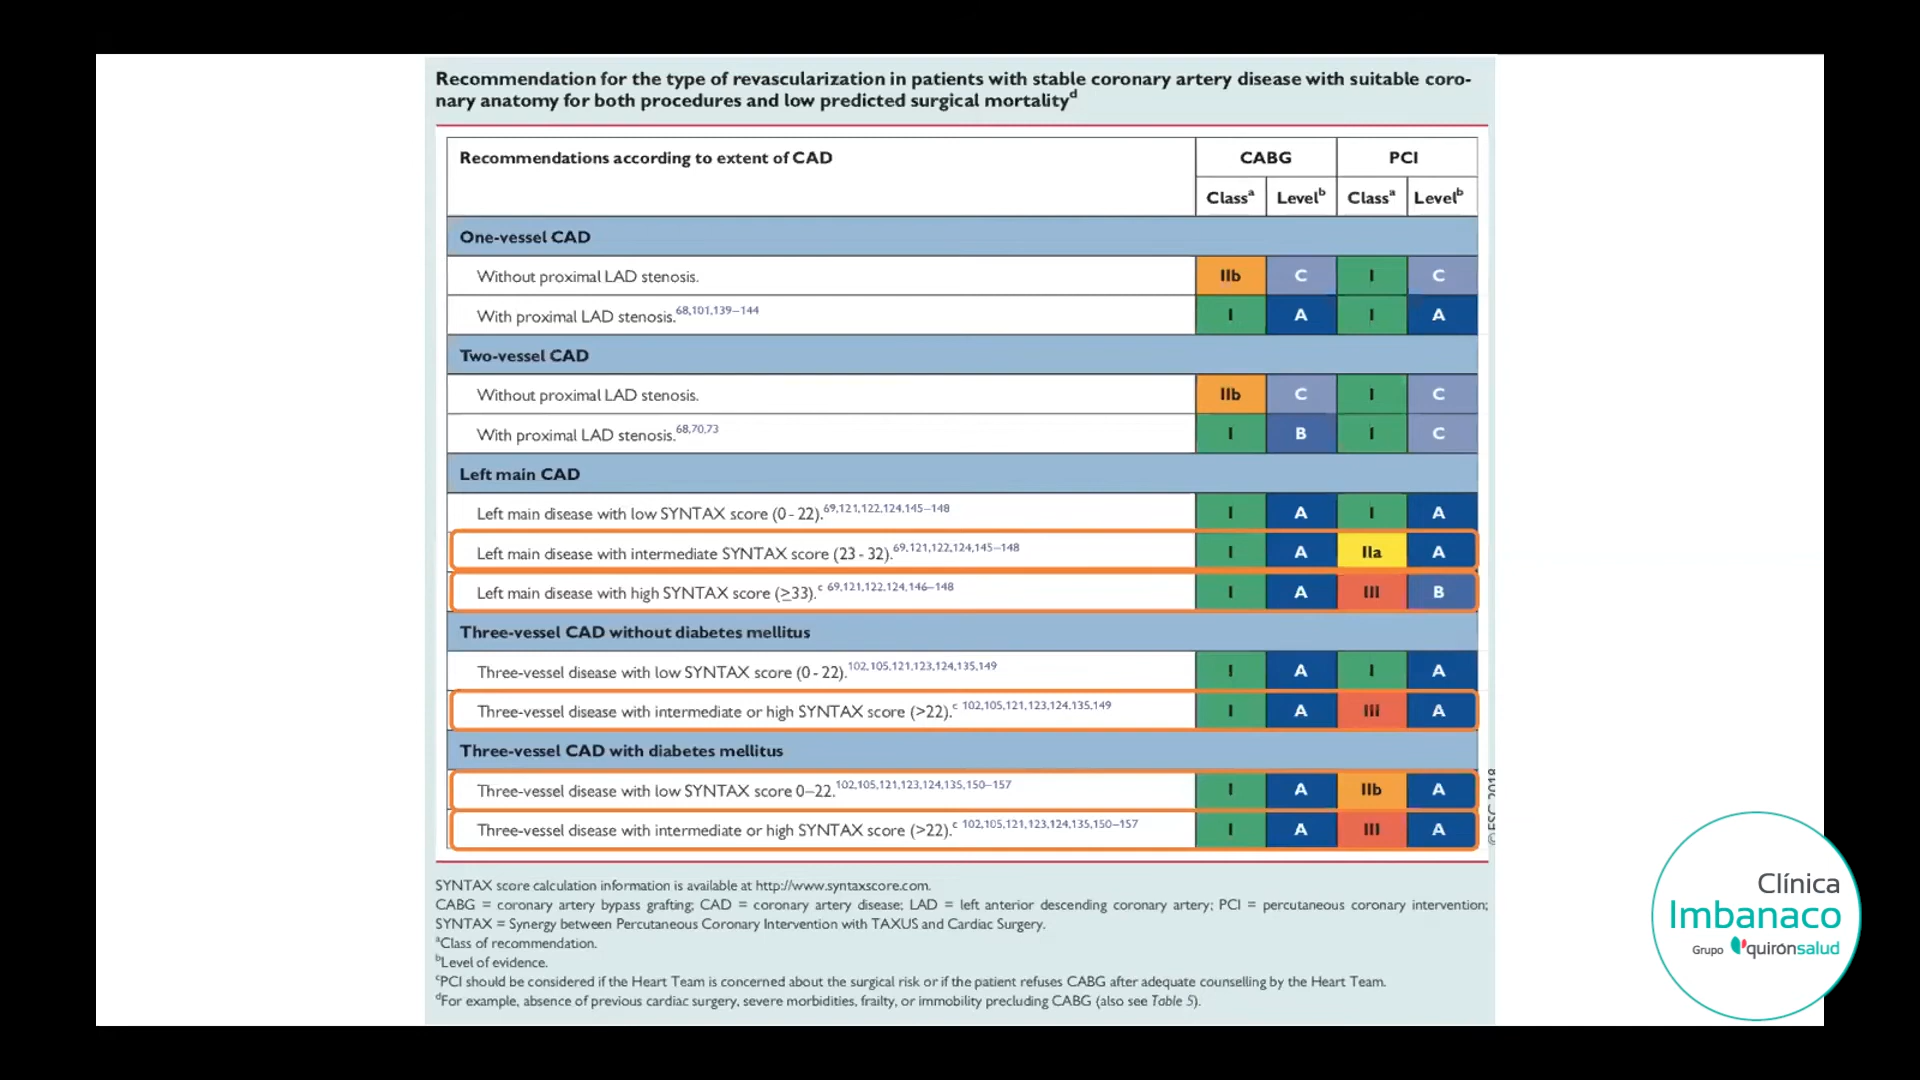 Recommendation for the type of revascularization in patients with stable coronary artery disease with suitable coro-
nary anatomy for both procedures and low predicted surgical mortalityd
Recommendations according to extent of CAD CABG PCI
Classa Levelb Classa Levelb
One-vessel CAD
Without proximal LAD stenosis. IIb C I C
With proximal LAD stenosis.68,101,139–144 I A I A
Two-vessel CAD
Without proximal LAD stenosis. IIb C I C
With proximal LAD stenosis.68,70,73 I B I C
Left main CAD
Left main disease with low SYNTAX score (0 - 22).69,121,122,124,145–148 I A I A
Left main disease with intermediate SYNTAX score (23 - 32).69,121,122,124,145–148 I A IIa A
Left main disease with high SYNTAX score (≥33).c 69,121,122,124,146–148 I A III B
Three-vessel CAD without diabetes mellitus
Three-vessel disease with low SYNTAX score (0 - 22).102,105,121,123,124,135,149 I A I A
Three-vessel disease with intermediate or high SYNTAX score (>22).c 102,105,121,123,124,135,149 I A III A
Three-vessel CAD with diabetes mellitus
Three-vessel disease with low SYNTAX score 0–22.102,105,121,123,124,135,150–157 I A IIb A
Three-vessel disease with intermediate or high SYNTAX score (>22).c 102,105,121,123,124,135,150–157 I A III A
©ESC 2018
SYNTAX score calculation information is available at http://www.syntaxscore.com.
CABG = coronary artery bypass grafting; CAD = coronary artery disease; LAD = left anterior descending coronary artery; PCI = percutaneous coronary intervention;
SYNTAX = Synergy between Percutaneous Coronary Intervention with TAXUS and Cardiac Surgery.
aClass of recommendation.
bLevel of evidence.
cPCI should be considered if the Heart Team is concerned about the surgical risk or if the patient refuses CABG after adequate counselling by the Heart Team.
dFor example, absence of previous cardiac surgery, severe morbidities, frailty, or immobility precluding CABG (also see Table 5).
Clínica
Imbanaco
Grupo quirónsalud